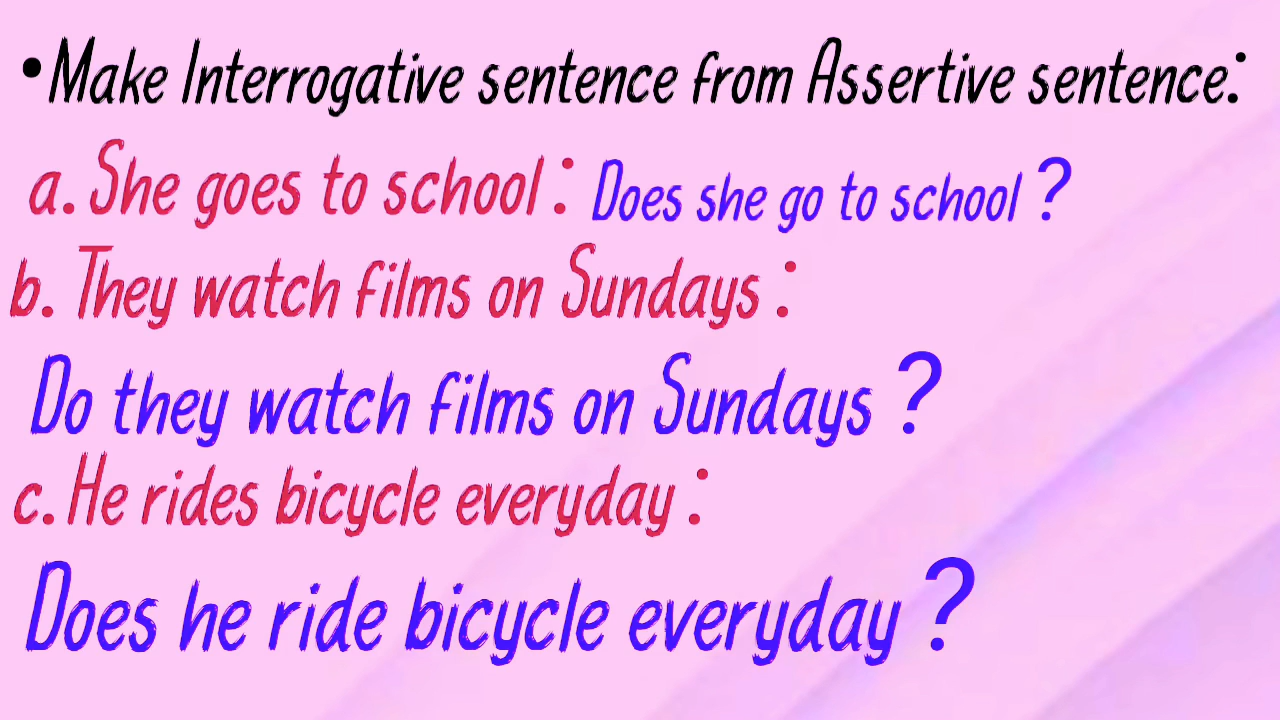 •Make Interrogative sentence from Assertive sentence:
a. She goes to school : Does she go to school ?
b. They watch films on Sundays :
Do they watch films on Sundays ?
c. He rides bicycle everyday :
Does he ride bicycle everyday ?